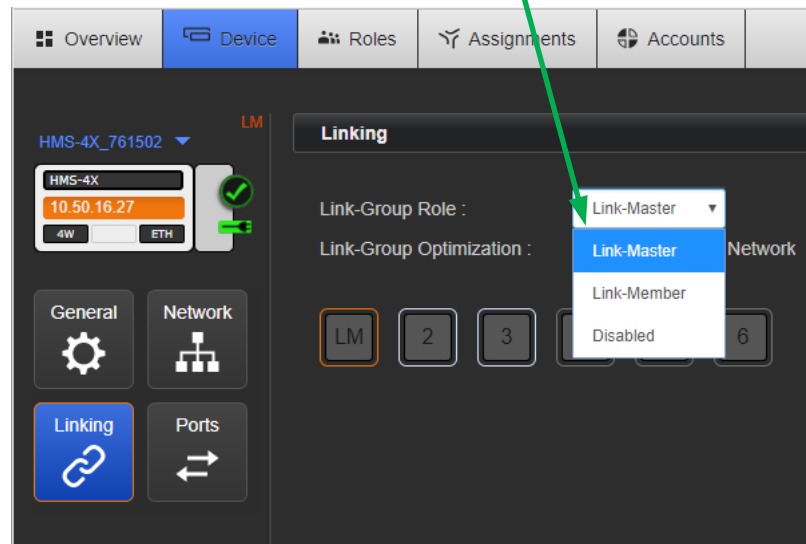 Overview Device Roles Assignments Accounts
LM
HMS-4X_761502
Linking
HMS-4X
10.50.16.27
4W ETH
Link-Group Role : Link-Master
Link-Group Optimization : Network
Link-Master
Link-Member
Disabled
General Network
LM 2 3 6
Linking Ports